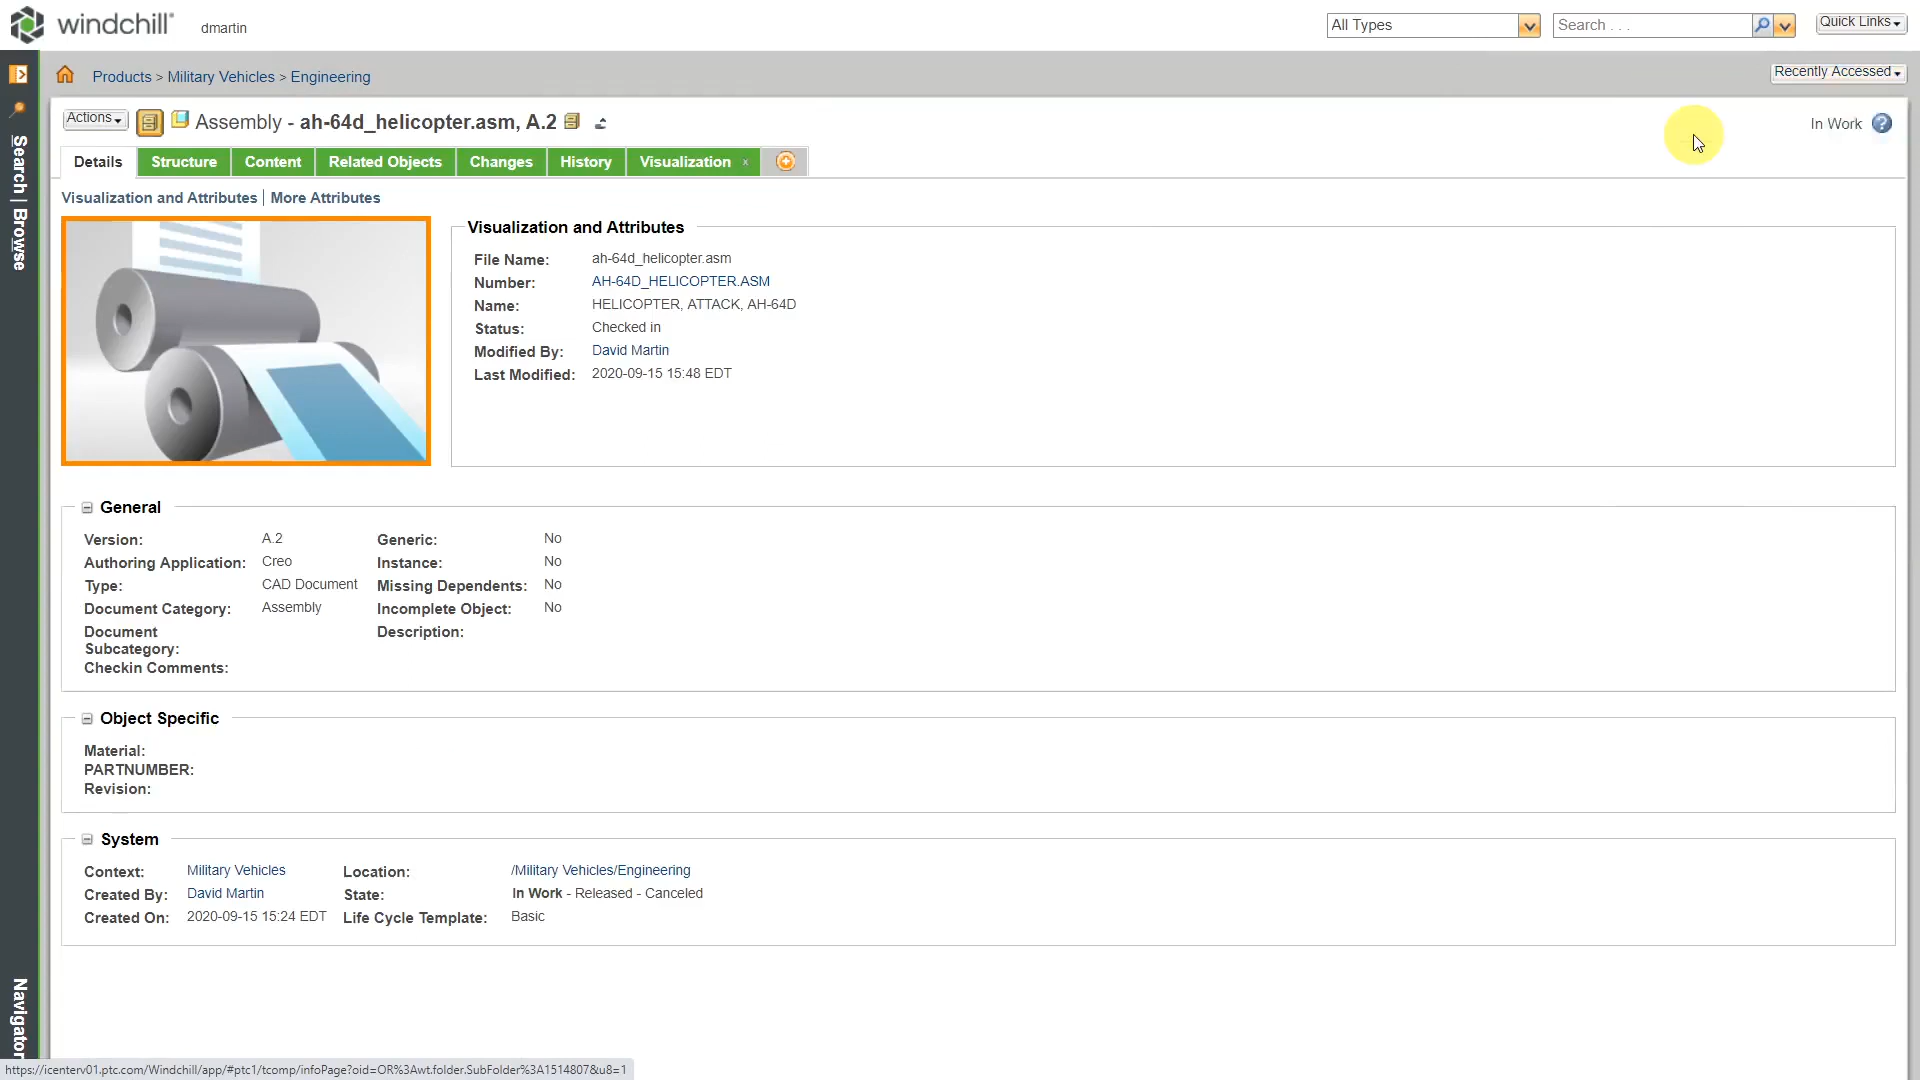 windchill® dmartin All Types Search . . . Quick Links
Products > Military Vehicles > Engineering Recently Accessed
Actions Assembly - ah-64d_helicopter.asm, A.2 In Work
Details Structure Content Related Objects Changes History Visualization x
Visualization and Attributes | More Attributes
Search | Browse
Navigator
Visualization and Attributes
File Name: ah-64d_helicopter.asm
Number: AH-64D_HELICOPTER.ASM
Name: HELICOPTER, ATTACK, AH-64D
Status: Checked in
Modified By: David Martin
Last Modified: 2020-09-15 15:48 EDT
General
Version: A.2 Generic: No
Authoring Application: Creo Instance: No
Type: CAD Document Missing Dependents: No
Document Category: Assembly Incomplete Object: No
Document Description:
Subcategory:
Checkin Comments:
Object Specific
Material:
PARTNUMBER:
Revision:
System
Context: Military Vehicles Location: /Military Vehicles/Engineering
Created By: David Martin State: In Work - Released - Canceled
Created On: 2020-09-15 15:24 EDT Life Cycle Template: Basic
https://icenterv01.ptc.com/Windchill/app/#ptc1/tcomp/infoPage?oid=OR%3Awt.folder.SubFolder%3A1514807&u8=1